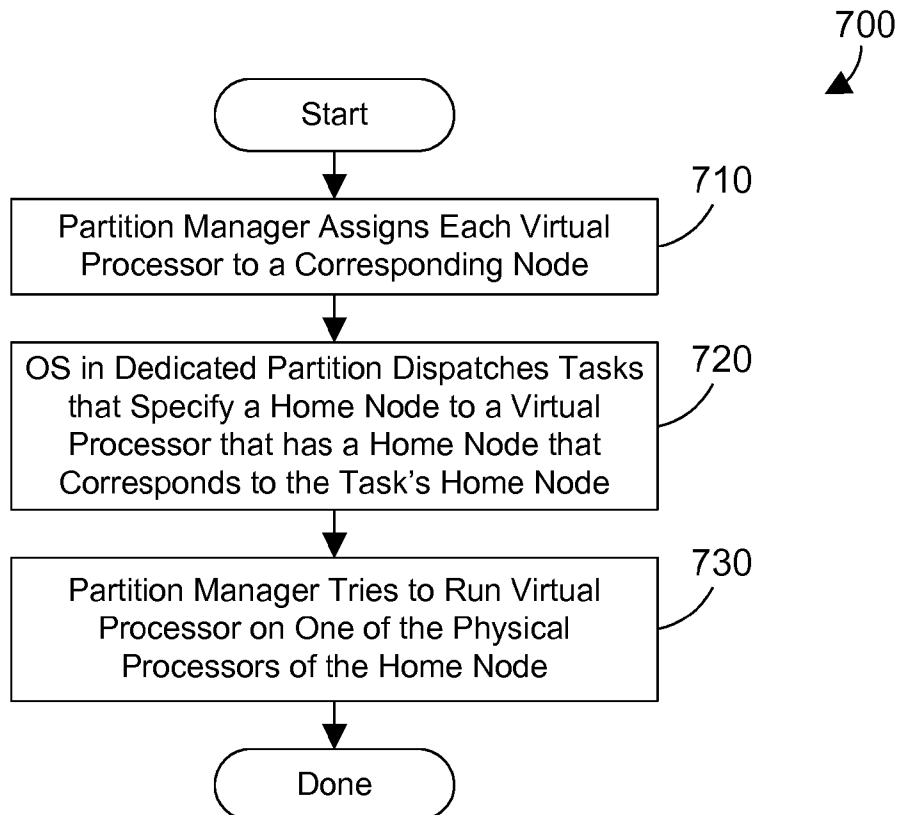 700
Start
710
Partition Manager Assigns Each Virtual
Processor to a Corresponding Node
720
OS in Dedicated Partition Dispatches Tasks
that Specify a Home Node to a Virtual
Processor that has a Home Node that
Corresponds to the Task's Home Node
730
Partition Manager Tries to Run Virtual
Processor on One of the Physical
Processors of the Home Node
Done